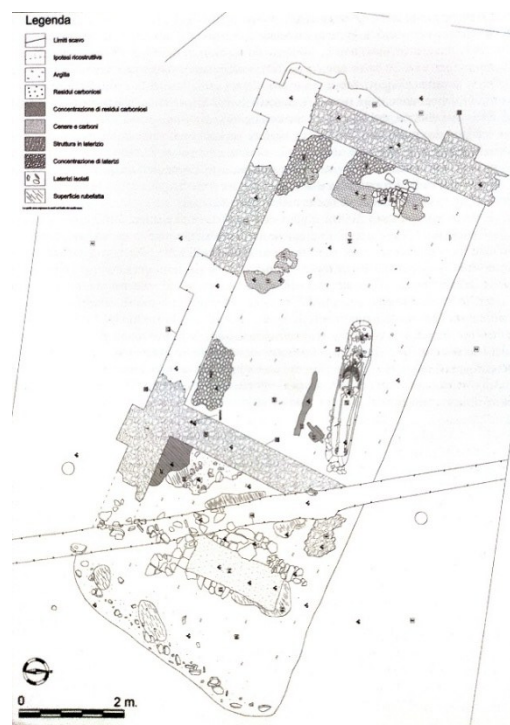 Legenda
Limiti scavo
Ipotesi ricostruttiva
Argilla
Residui carboniosi
Concentrazione di residui carboniosi
Cenere e carboni
Struttura in laterizio
Concentrazione di laterizi
Laterizi isolati
Superficie rubefatta
0 2 m.